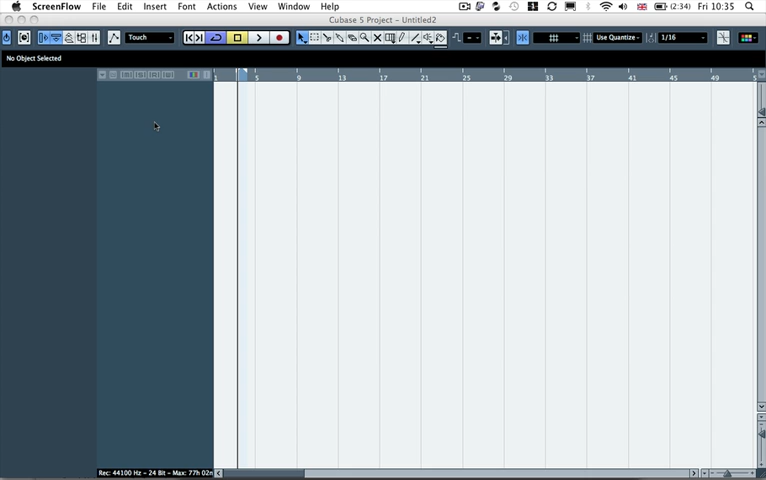 ScreenFlow File Edit Insert Font Actions View Window Help (2:34) Fri 10:35
Cubase 5 Project - Untitled2
Touch Use Quantize 1/16
No Object Selected
1 5 9 13 17 21 25 29 33 37 41 45 49 5
Rec: 44100 Hz - 24 Bit - Max: 77h 02m